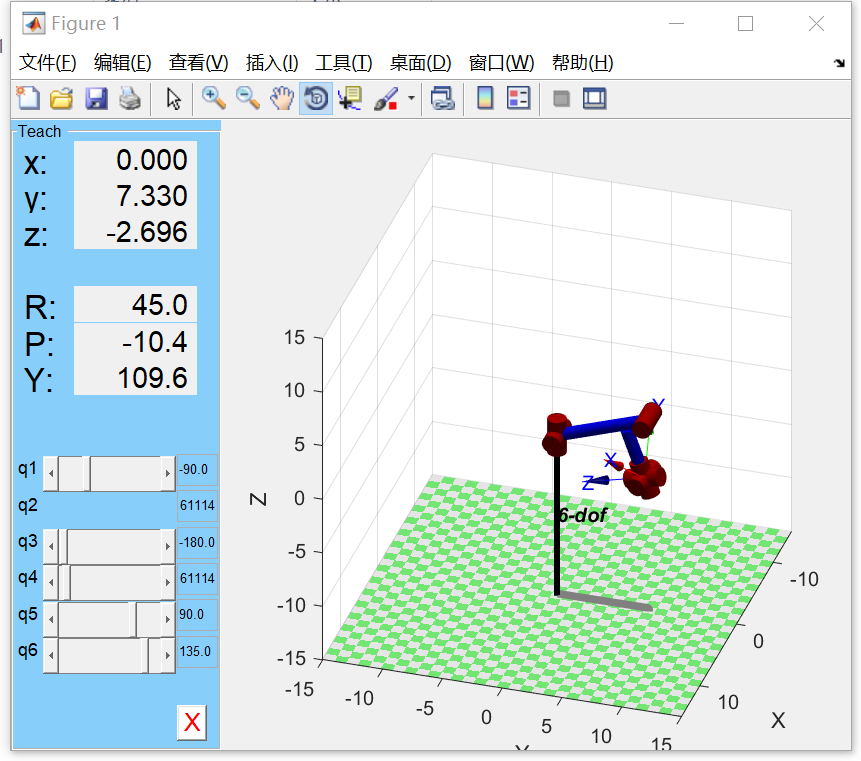 Figure 1
文件(F) 编辑(E) 查看(V) 插入(I) 工具(T) 桌面(D) 窗口(W) 帮助(H)
Teach
x: 0.000
y: 7.330
z: -2.696
R: 45.0
P: -10.4
Y: 109.6
q1 -90.0
q2 61114
q3 -180.0
q4 61114
q5 90.0
q6 135.0
X
15
10
5
0
-5
-10
-15
Z
Y
X
Z
6-dof
-15
-10
-5
0
5
10
15
-10
0
10
X